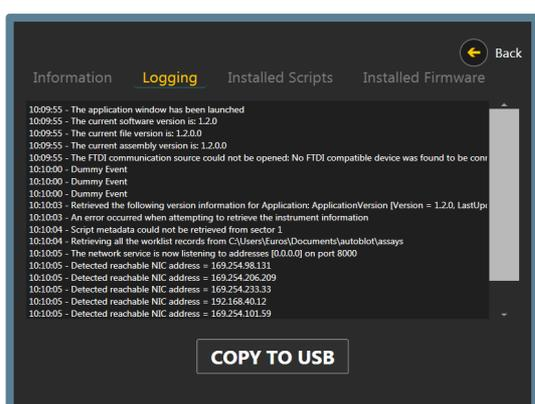 Back
Information Logging Installed Scripts Installed Firmware
10:09:55 - The application window has been launched
10:09:55 - The current software version is: 1.2.0
10:09:55 - The current file version is: 1.2.0.0
10:09:55 - The current assembly version is: 1.2.0.0
10:09:55 - The FTDI communication source could not be opened: No FTDI compatible device was found to be conn
10:10:00 - Dummy Event
10:10:00 - Dummy Event
10:10:00 - Dummy Event
10:10:03 - Retrieved the following version information for Application: ApplicationVersion [Version = 1.2.0, LastUpd
10:10:03 - An error occurred when attempting to retrieve the instrument information
10:10:04 - Script metadata could not be retrieved from sector 1
10:10:04 - Retrieving all the worklist records from C:\Users\Euros\Documents\autoblot\assays
10:10:05 - The network service is now listening to addresses [0.0.0.0] on port 8000
10:10:05 - Detected reachable NIC address = 169.254.98.131
10:10:05 - Detected reachable NIC address = 169.254.206.209
10:10:05 - Detected reachable NIC address = 169.254.233.33
10:10:05 - Detected reachable NIC address = 192.168.40.12
10:10:05 - Detected reachable NIC address = 169.254.101.59
COPY TO USB